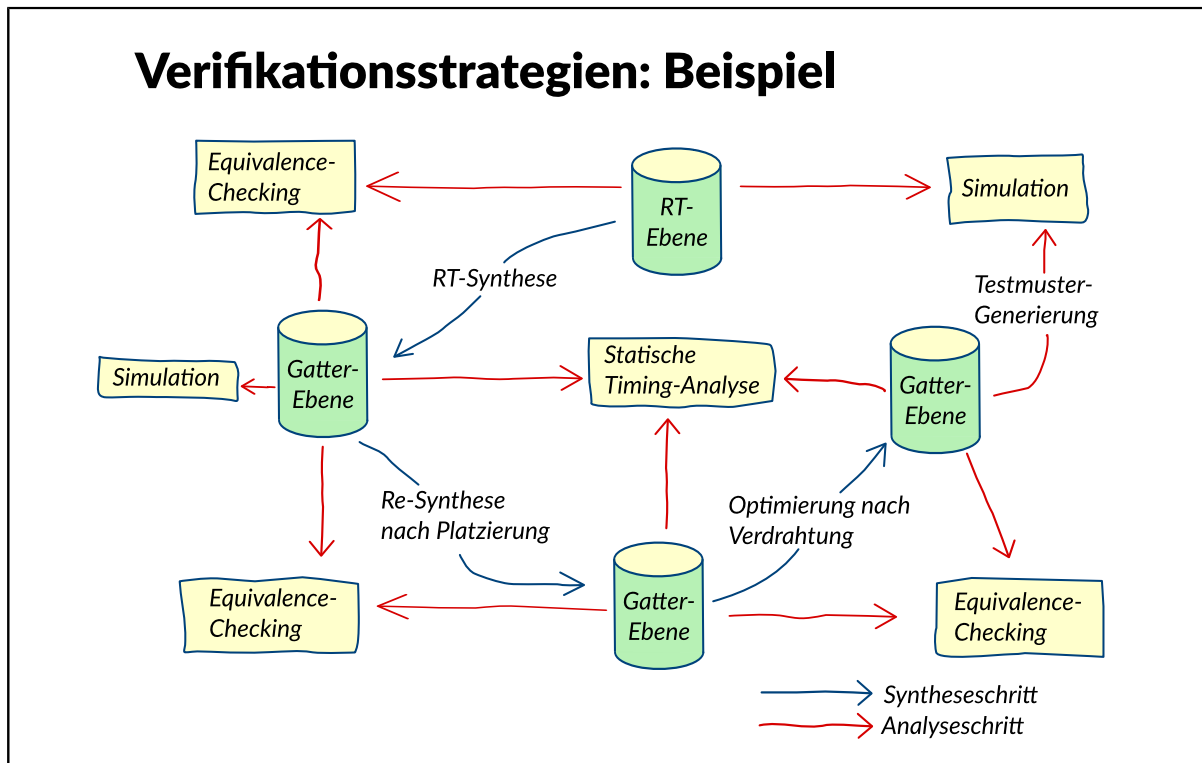 Verifikationsstrategien: Beispiel
Equivalence-
Checking
RT-
Ebene
Simulation
RT-Synthese
Testmuster-
Generierung
Simulation
Gatter-
Ebene
Statische
Timing-Analyse
Gatter-
Ebene
Re-Synthese
nach Platzierung
Optimierung nach
Verdrahtung
Equivalence-
Checking
Gatter-
Ebene
Equivalence-
Checking
Syntheseschritt
Analyseschritt